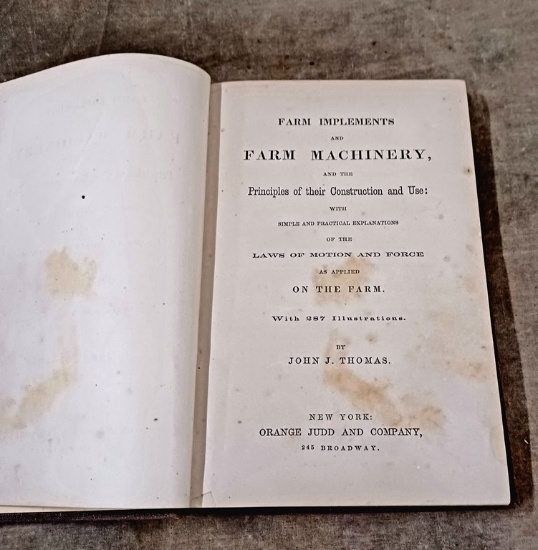 FARM IMPLEMENTS
AND
FARM MACHINERY,
AND THE
Principles of their Construction and Use:
WITH
SIMPLE AND PRACTICAL EXPLANATIONS
OF THE
LAWS OF MOTION AND FORCE
AS APPLIED
ON THE FARM.
With 287 Illustrations.
BY
JOHN J. THOMAS.
NEW YORK:
ORANGE JUDD AND COMPANY,
245 BROADWAY.